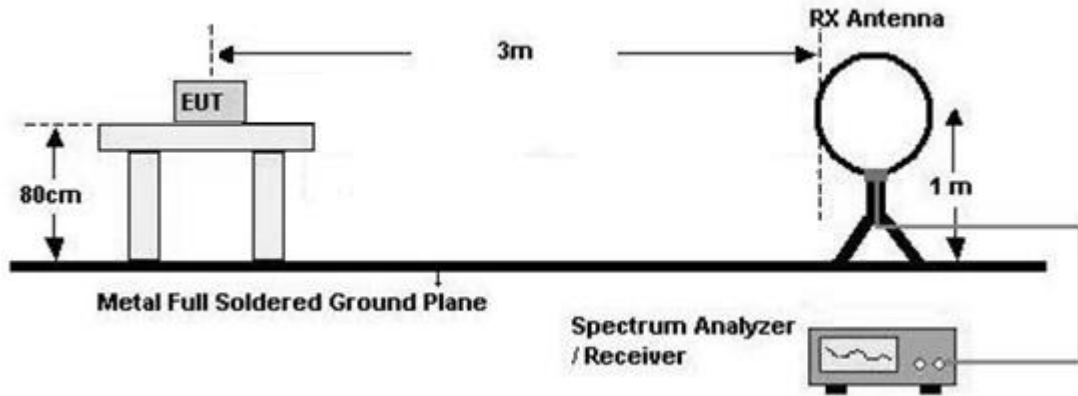 RX Antenna
3m
EUT
80cm
1 m
Metal Full Soldered Ground Plane
Spectrum Analyzer
/ Receiver